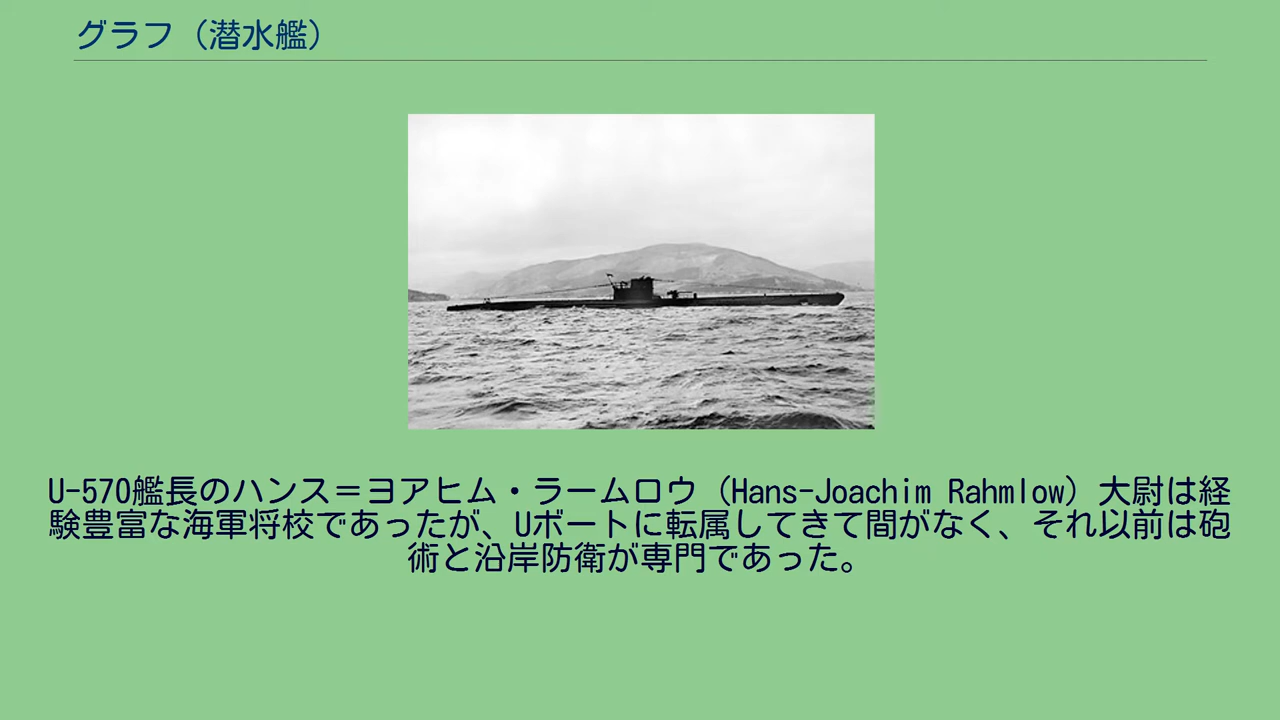 グラフ（潜水艦）
U-570艦長のハンス＝ヨアヒム・ラームロウ（Hans-Joachim Rahmlow）大尉は経
験豊富な海軍将校であったが、Uボートに転属してきて間がなく、それ以前は砲
術と沿岸防衛が専門であった。